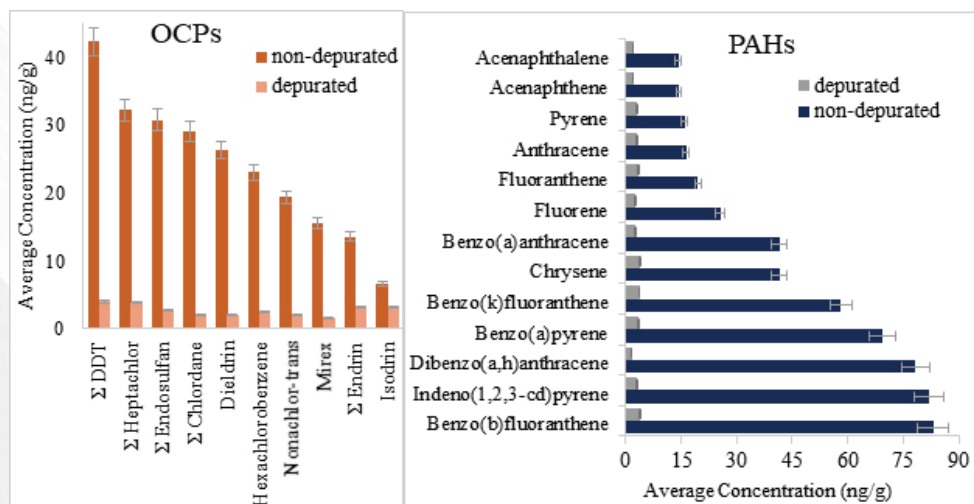 OCPs
non-depurated
depurated
Average Concentration (ng/g)
40
30
20
10
0
Σ DDT
Σ Heptachlor
Σ Endosulfan
Σ Chlordane
Dieldrin
Hexachlorobenzene
Nonachlor-trans
Mirex
Σ Endrin
Isodrin
PAHs
depurated
non-depurated
Acenaphthalene
Acenaphthene
Pyrene
Anthracene
Fluoranthene
Fluorene
Benzo(a)anthracene
Chrysene
Benzo(k)fluoranthene
Benzo(a)pyrene
Dibenzo(a,h)anthracene
Indeno(1,2,3-cd)pyrene
Benzo(b)fluoranthene
0 15 30 45 60 75 90
Average Concentration (ng/g)